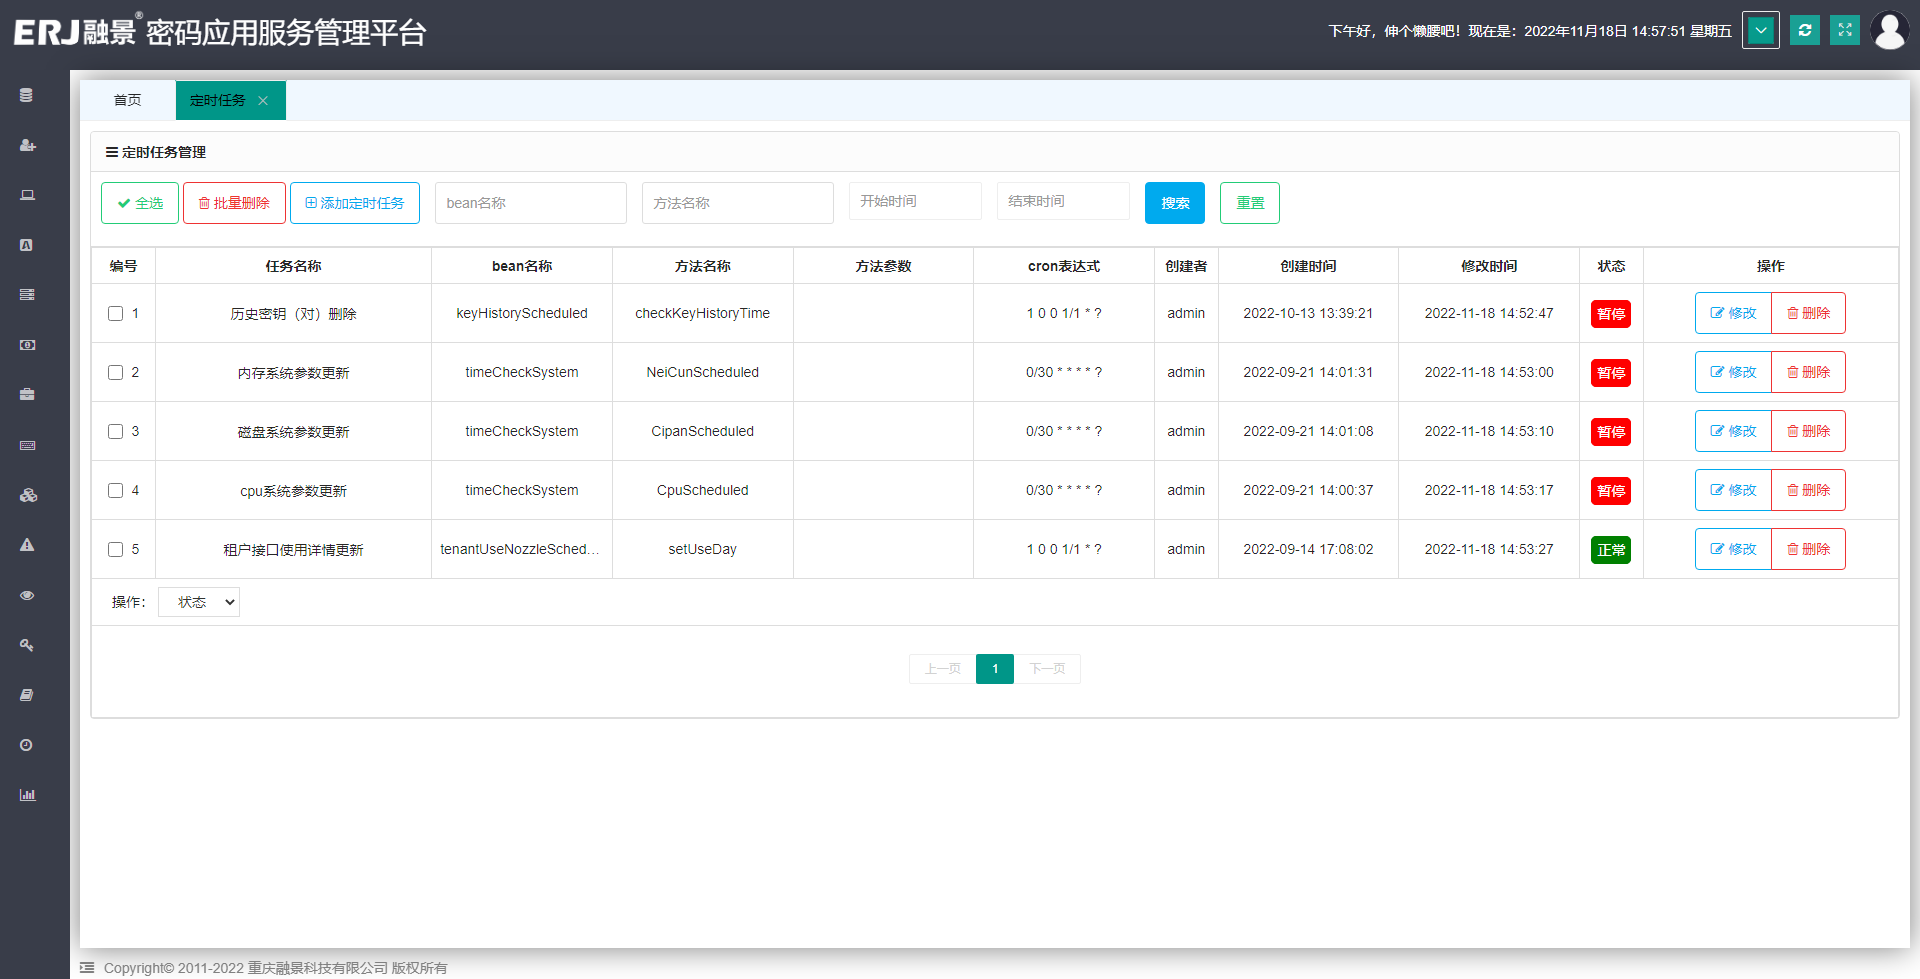 ERJ融景® 密码应用服务管理平台
下午好，伸个懒腰吧！现在是：2022年11月18日 14:57:51 星期五
首页 定时任务
定时任务管理
全选 批量删除 添加定时任务 bean名称 方法名称 开始时间 结束时间 搜索 重置
编号 任务名称 bean名称 方法名称 方法参数 cron表达式 创建者 创建时间 修改时间 状态 操作
1 历史密钥（对）删除 keyHistoryScheduled checkKeyHistoryTime 1 0 0 1/1 * ? admin 2022-10-13 13:39:21 2022-11-18 14:52:47 暂停 修改 删除
2 内存系统参数更新 timeCheckSystem NeiCunScheduled 0/30 * * * * ? admin 2022-09-21 14:01:31 2022-11-18 14:53:00 暂停 修改 删除
3 磁盘系统参数更新 timeCheckSystem CipanScheduled 0/30 * * * * ? admin 2022-09-21 14:01:08 2022-11-18 14:53:10 暂停 修改 删除
4 cpu系统参数更新 timeCheckSystem CpuScheduled 0/30 * * * * ? admin 2022-09-21 14:00:37 2022-11-18 14:53:17 暂停 修改 删除
5 租户接口使用详情更新 tenantUseNozzleSched... setUseDay 1 0 0 1/1 * ? admin 2022-09-14 17:08:02 2022-11-18 14:53:27 正常 修改 删除
操作： 状态
上一页 1 下一页
Copyright© 2011-2022 重庆融景科技有限公司 版权所有